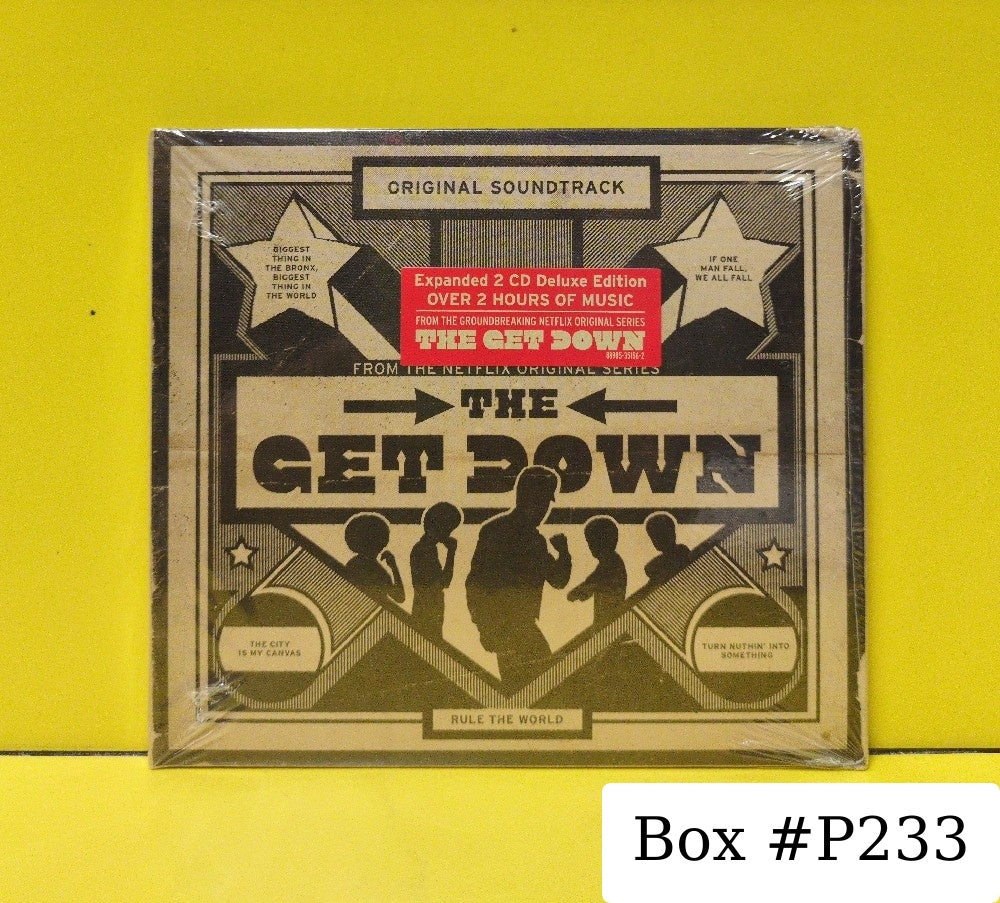 ORIGINAL SOUNDTRACK
BIGGEST
THING IN
THE BRONX,
BIGGEST
THING IN
THE WORLD
IF ONE
MAN FALL,
WE ALL FALL
Expanded 2 CD Deluxe Edition
OVER 2 HOURS OF MUSIC
FROM THE GROUNDBREAKING NETFLIX ORIGINAL SERIES
THE GET DOWN
88985-35156-2
FROM THE NETFLIX ORIGINAL SERIES
THE
GET DOWN
THE CITY
IS MY CANVAS
TURN NUTHIN' INTO
SOMETHING
RULE THE WORLD
Box #P233